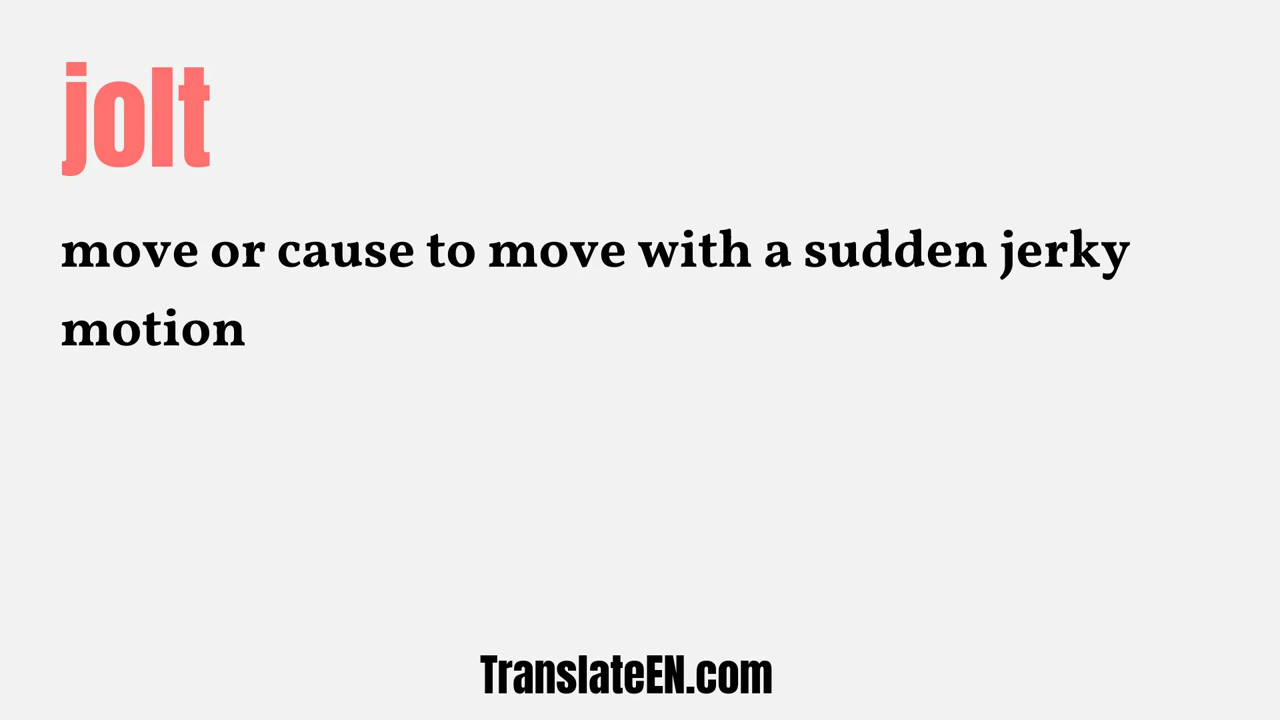 jolt
move or cause to move with a sudden jerky
motion
TranslateEN.com